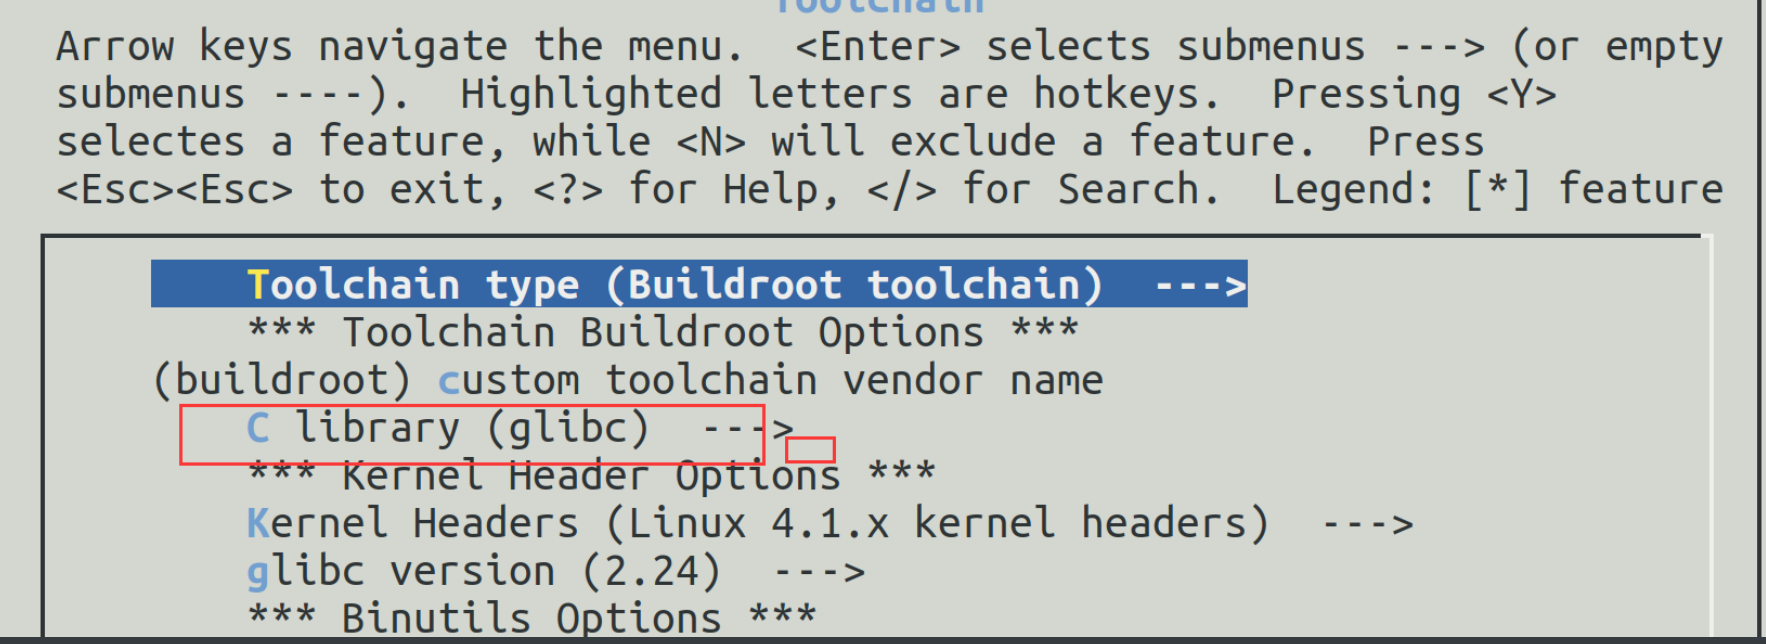 Toolchain
Arrow keys navigate the menu.  <Enter> selects submenus ---> (or empty
submenus ----).  Highlighted letters are hotkeys.  Pressing <Y>
selectes a feature, while <N> will exclude a feature.  Press
<Esc><Esc> to exit, <?> for Help, </> for Search.  Legend: [*] feature
Toolchain type (Buildroot toolchain)  --->
*** Toolchain Buildroot Options ***
(buildroot) custom toolchain vendor name
C library (glibc)  --->
*** Kernel Header Options ***
Kernel Headers (Linux 4.1.x kernel headers)  --->
glibc version (2.24)  --->
*** Binutils Options ***